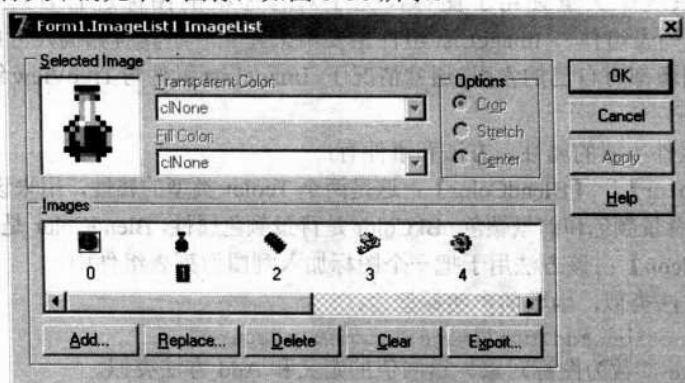 Form1.ImageList1 ImageList
Selected Image
Transparent Color:
clNone
Fill Color:
clNone
Options
Crop
Stretch
Center
OK
Cancel
Apply
Help
Images
0
1
2
3
4
Add...
Replace...
Delete
Clear
Export...